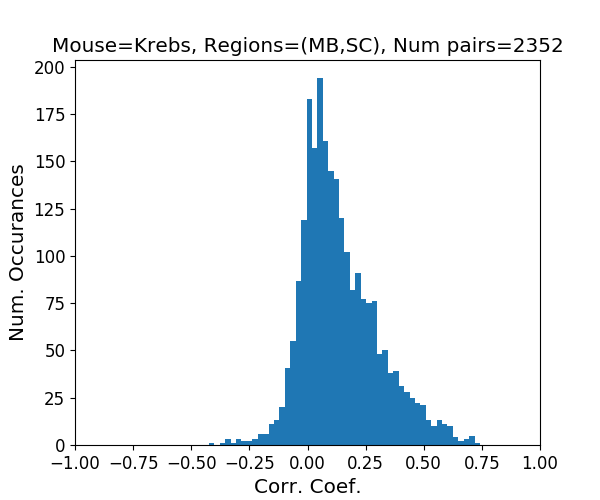 Mouse=Krebs, Regions=(MB,SC), Num pairs=2352
200
175
150
125
100
75
50
25
0
Num. Occurances
−1.00 −0.75 −0.50 −0.25 0.00 0.25 0.50 0.75 1.00
Corr. Coef.